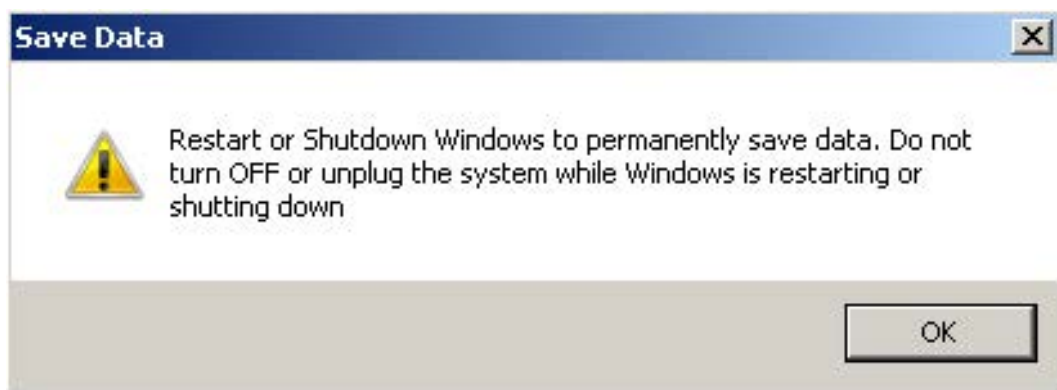 Save Data
Restart or Shutdown Windows to permanently save data. Do not
turn OFF or unplug the system while Windows is restarting or
shutting down
OK